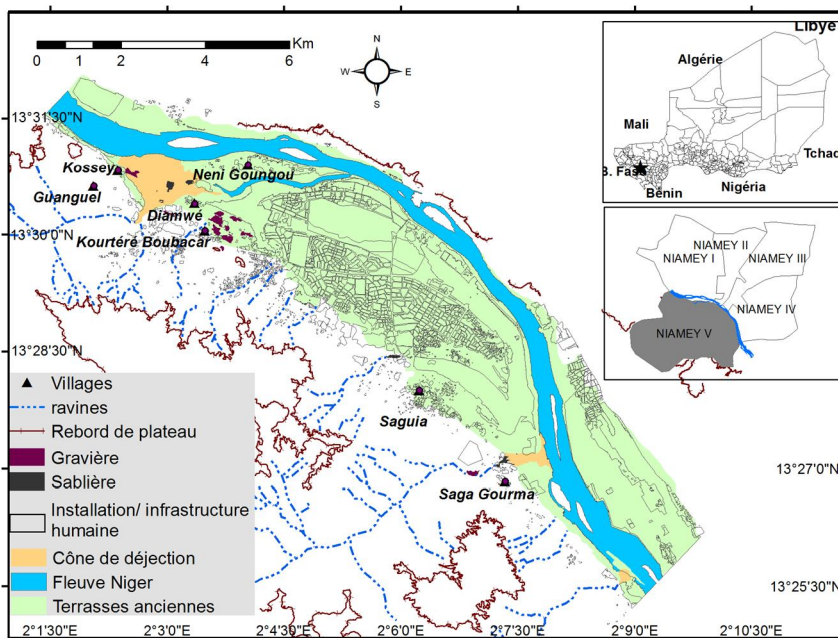 Km
0 1 2 4 6
N
W E
S
13°31'30"N
13°30'0"N
13°28'30"N
Kossey
Guanguel
Neni Goungou
Diamwé
Kourtéré Boubacar
Saguia
Saga Gourma
Libye
Algérie
Mali
Tchad
B. Faso
Bénin
Nigéria
NIAMEY II
NIAMEY I
NIAMEY III
NIAMEY IV
NIAMEY V
13°27'0"N
13°25'30"N
Villages
ravines
Rebord de plateau
Gravière
Sablière
Installation/ infrastructure
humaine
Cône de déjection
Fleuve Niger
Terrasses anciennes
2°1'30"E 2°3'0"E 2°4'30"E 2°6'0"E 2°7'30"E 2°9'0"E 2°10'30"E